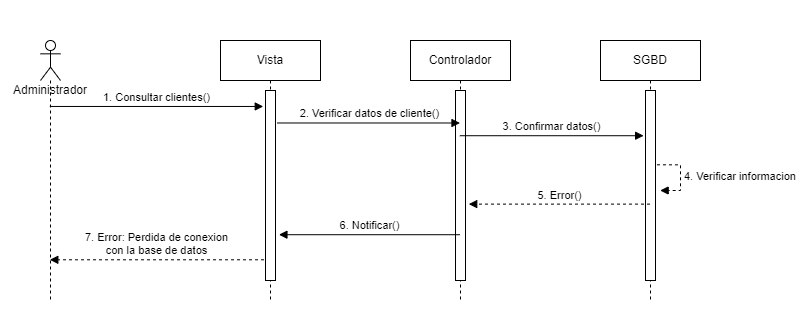 Vista
Controlador
SGBD
Administrador
1. Consultar clientes()
2. Verificar datos de cliente()
3. Confirmar datos()
4. Verificar informacion
5. Error()
6. Notificar()
7. Error: Perdida de conexion
con la base de datos